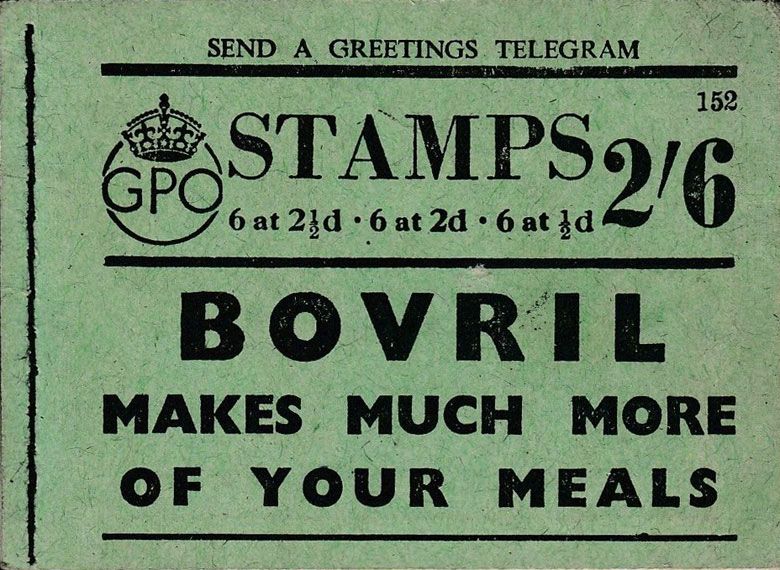 SEND A GREETINGS TELEGRAM
152
GPO
STAMPS 2/6
6 at 2½d · 6 at 2d · 6 at ½d
BOVRIL
MAKES MUCH MORE
OF YOUR MEALS